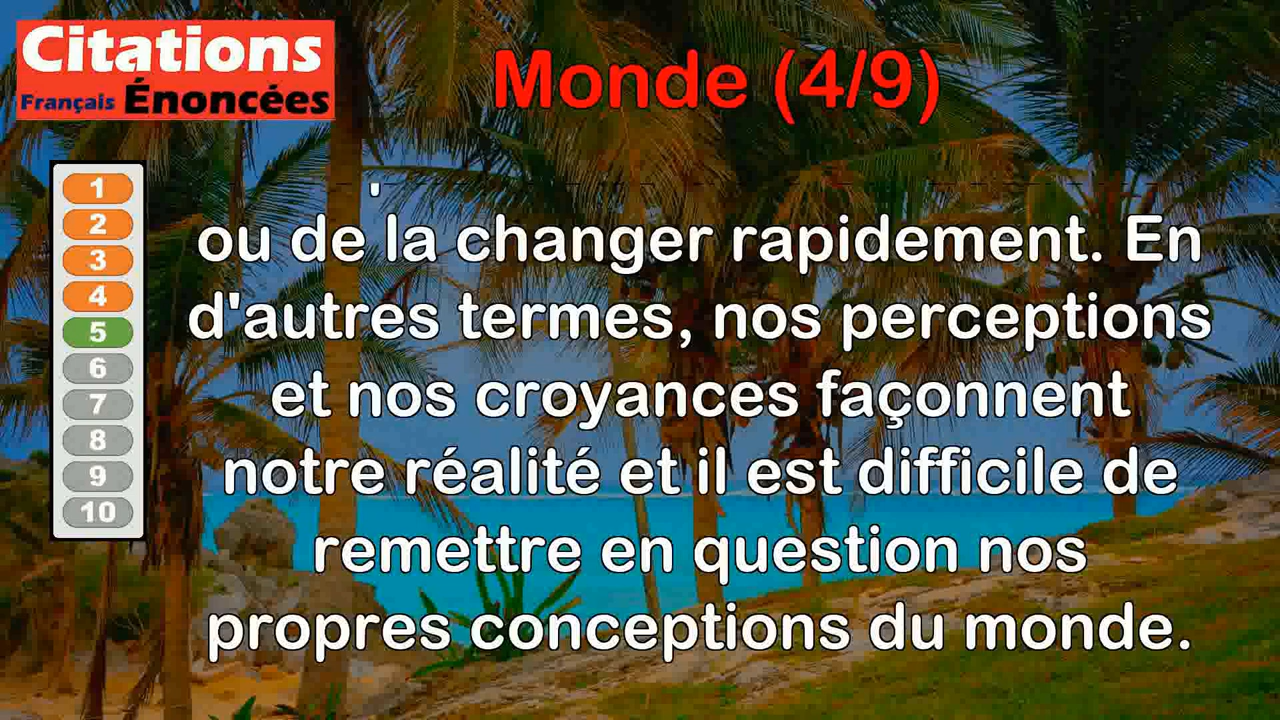 Citations
Français Énoncées
Monde (4/9)
1
2
3
4
5
6
7
8
9
10
ou de la changer rapidement. En
d'autres termes, nos perceptions
et nos croyances façonnent
notre réalité et il est difficile de
remettre en question nos
propres conceptions du monde.